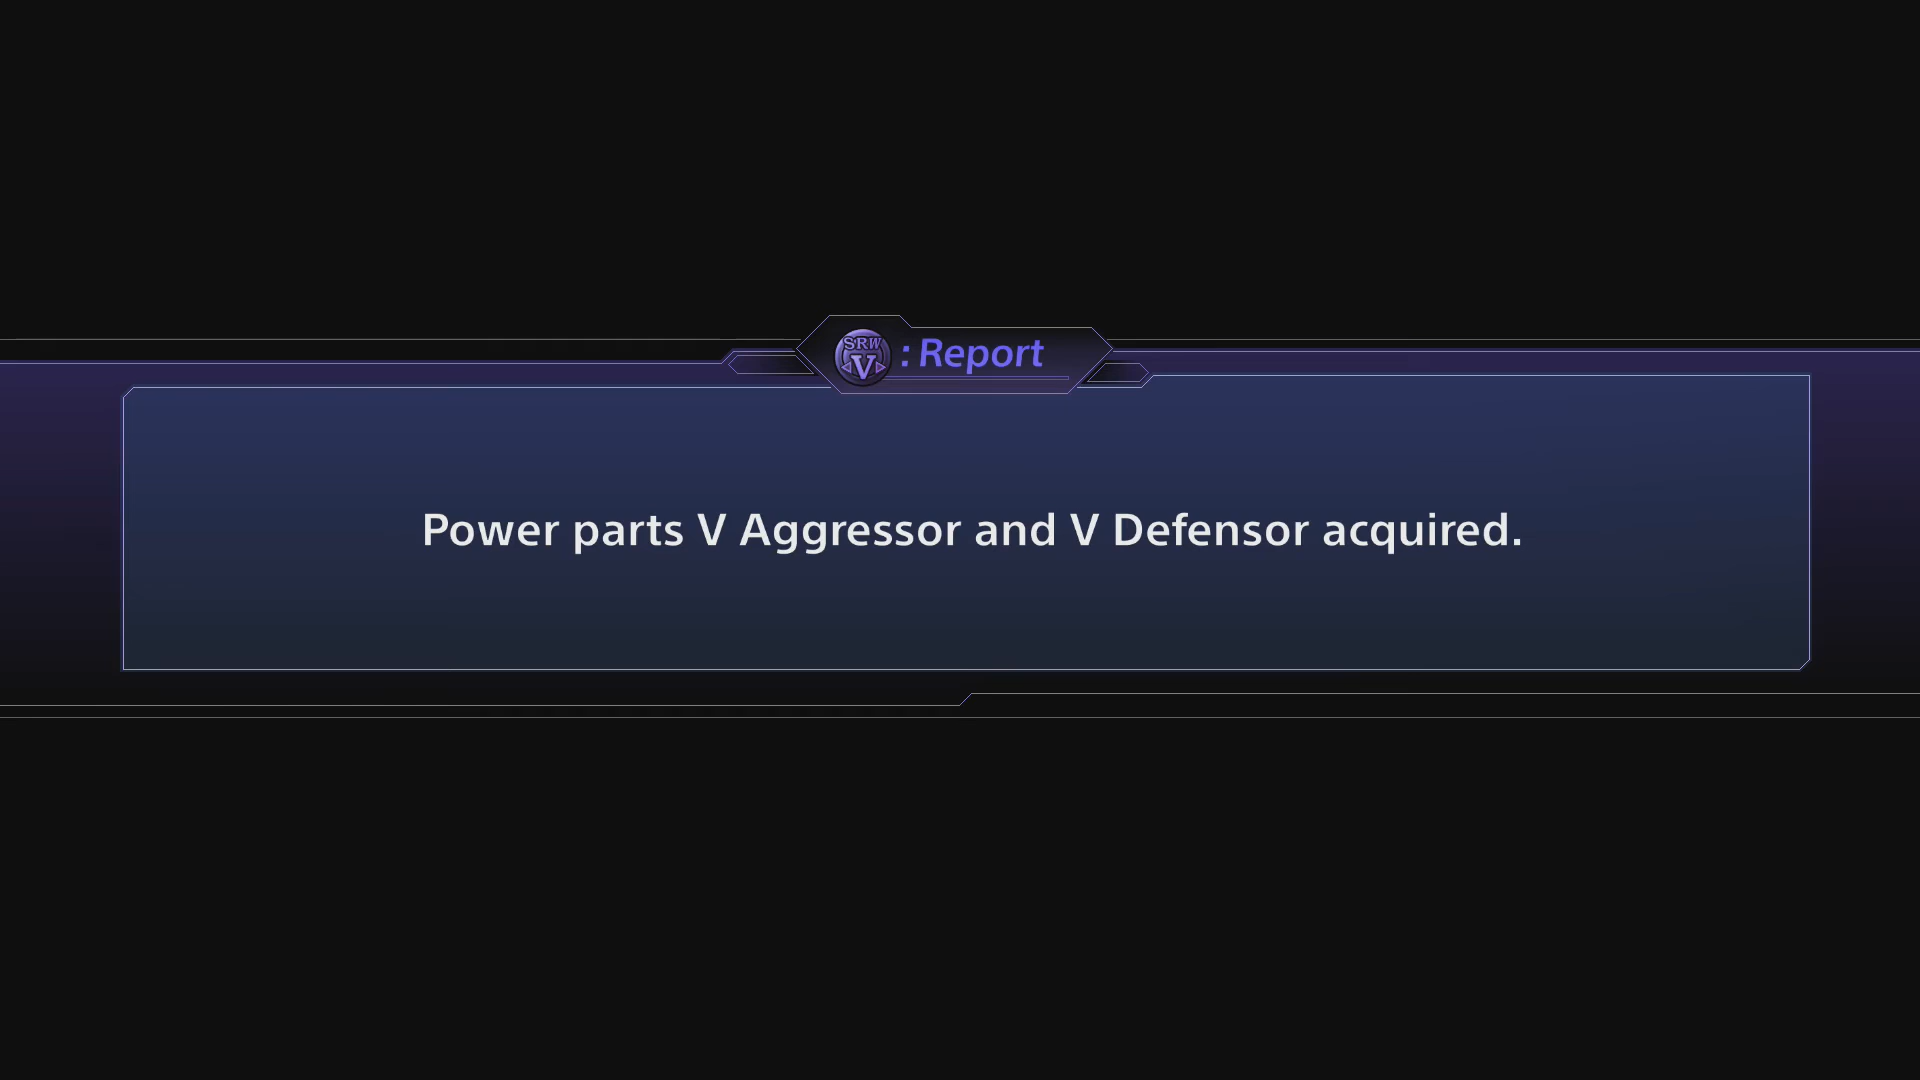 SRW
V
: Report
Power parts V Aggressor and V Defensor acquired.